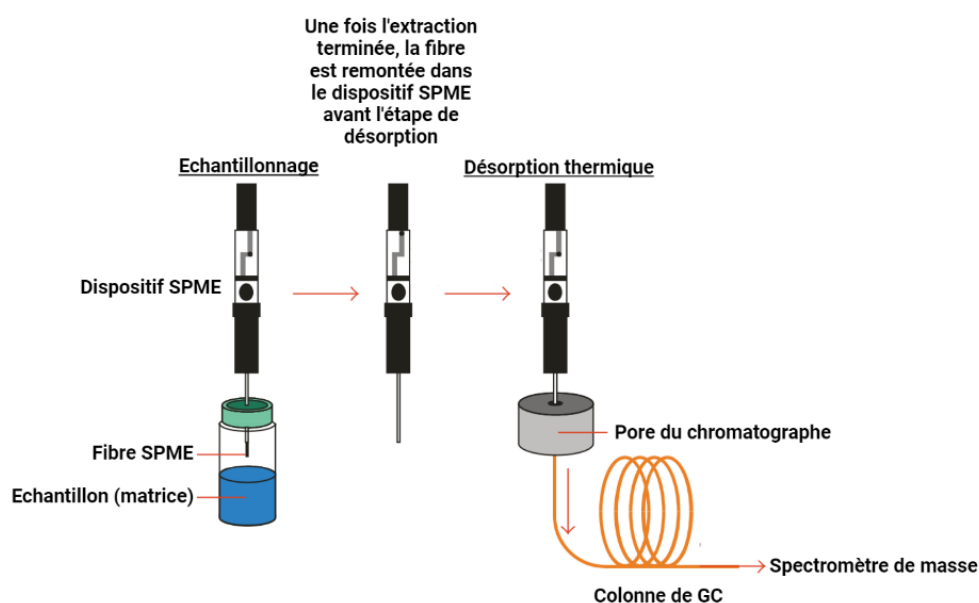 Une fois l'extraction
terminée, la fibre
est remontée dans
le dispositif SPME
avant l'étape de
désorption
Echantillonnage
Désorption thermique
Dispositif SPME
Fibre SPME
Pore du chromatographe
Echantillon (matrice)
Spectromètre de masse
Colonne de GC